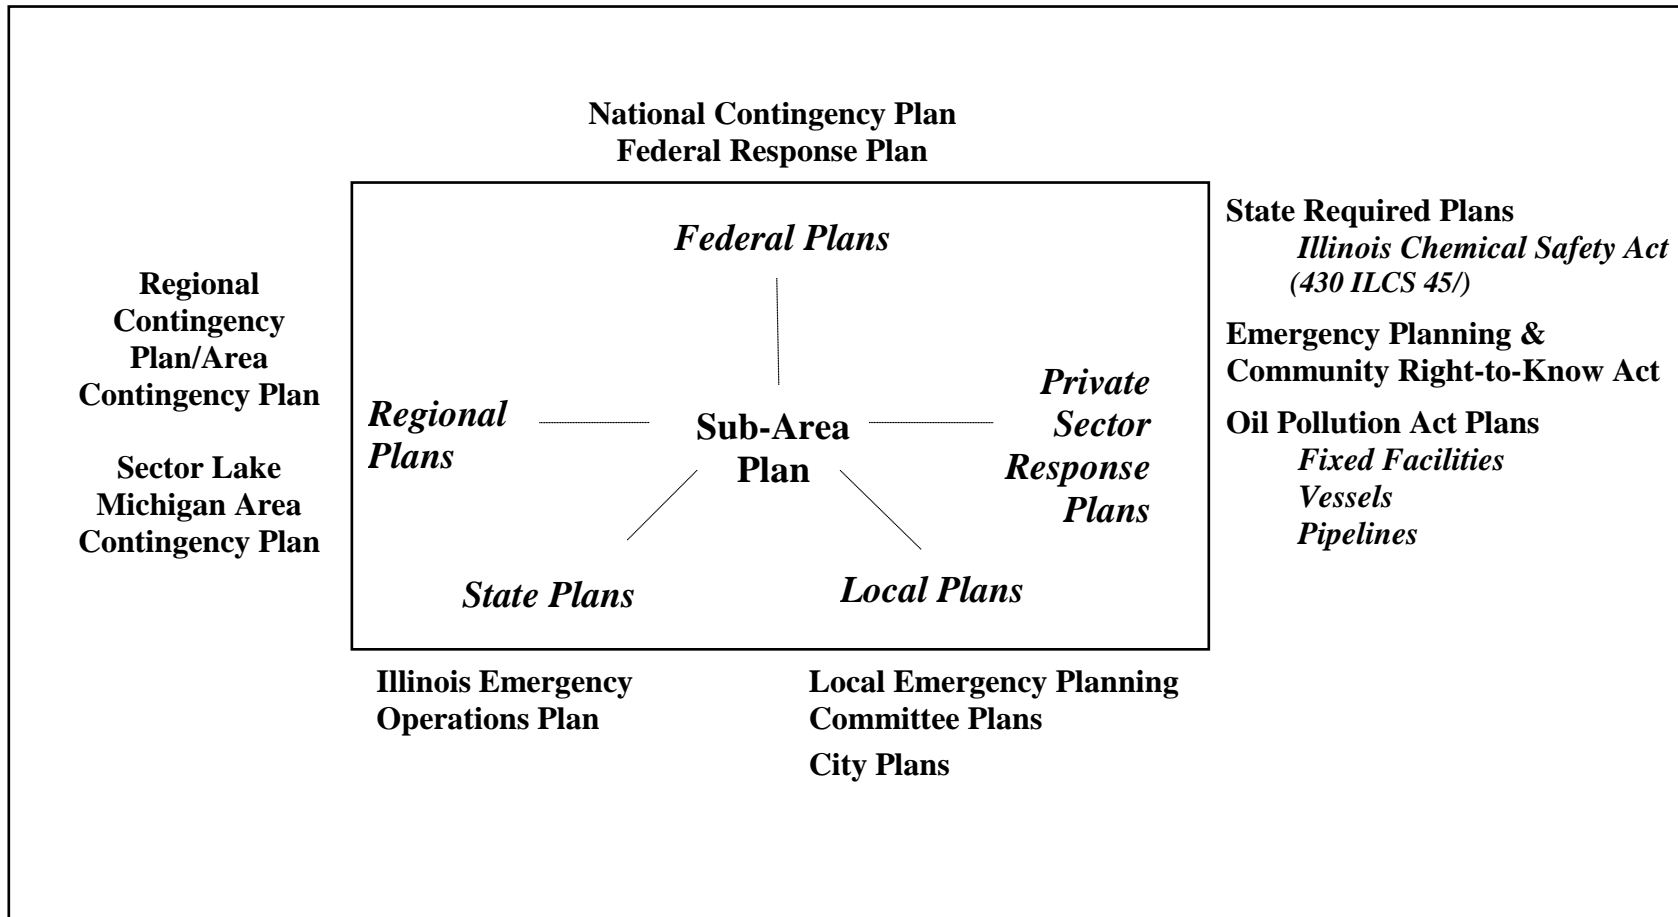 National Contingency Plan
Federal Response Plan
Federal Plans
State Required Plans
Illinois Chemical Safety Act
(430 ILCS 45/)
Emergency Planning &
Community Right-to-Know Act
Oil Pollution Act Plans
Fixed Facilities
Vessels
Pipelines
Regional
Contingency
Plan/Area
Contingency Plan
Sector Lake
Michigan Area
Contingency Plan
Regional
Plans
Sub-Area
Plan
Private
Sector
Response
Plans
State Plans
Local Plans
Illinois Emergency
Operations Plan
Local Emergency Planning
Committee Plans
City Plans